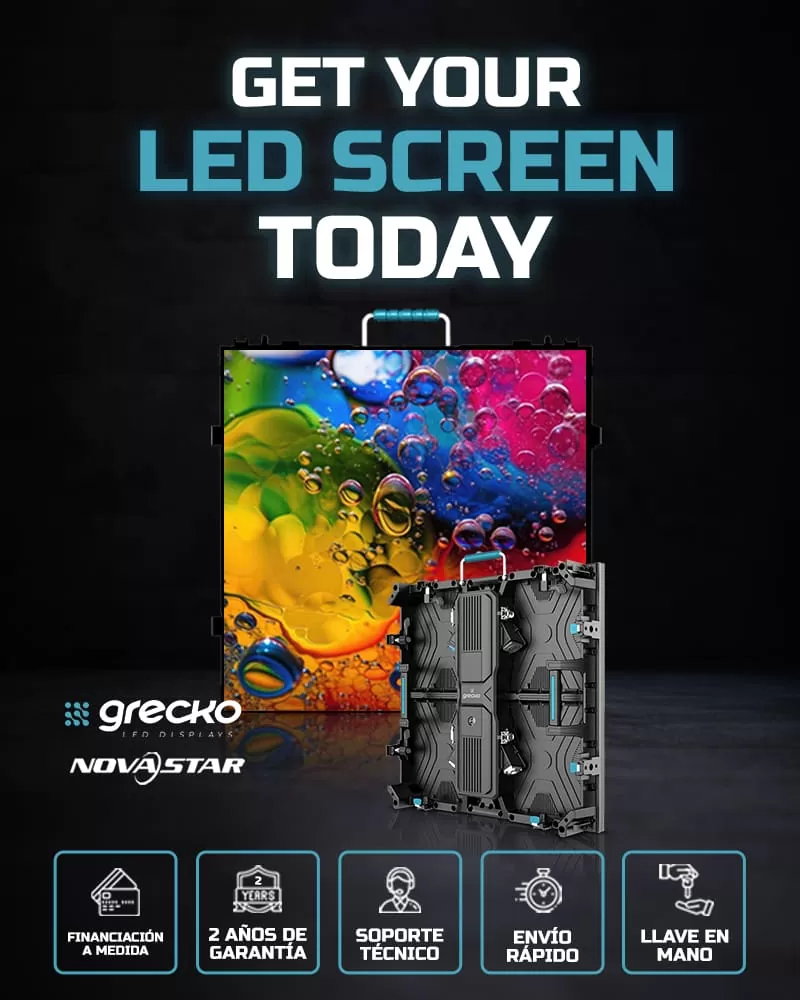 GET YOUR
LED SCREEN
TODAY
grecko
grecko
LED DISPLAYS
NOVASTAR
FINANCIACIÓN
A MEDIDA
2
YEARS
2 AÑOS DE
GARANTÍA
SOPORTE
TÉCNICO
ENVÍO
RÁPIDO
LLAVE EN
MANO